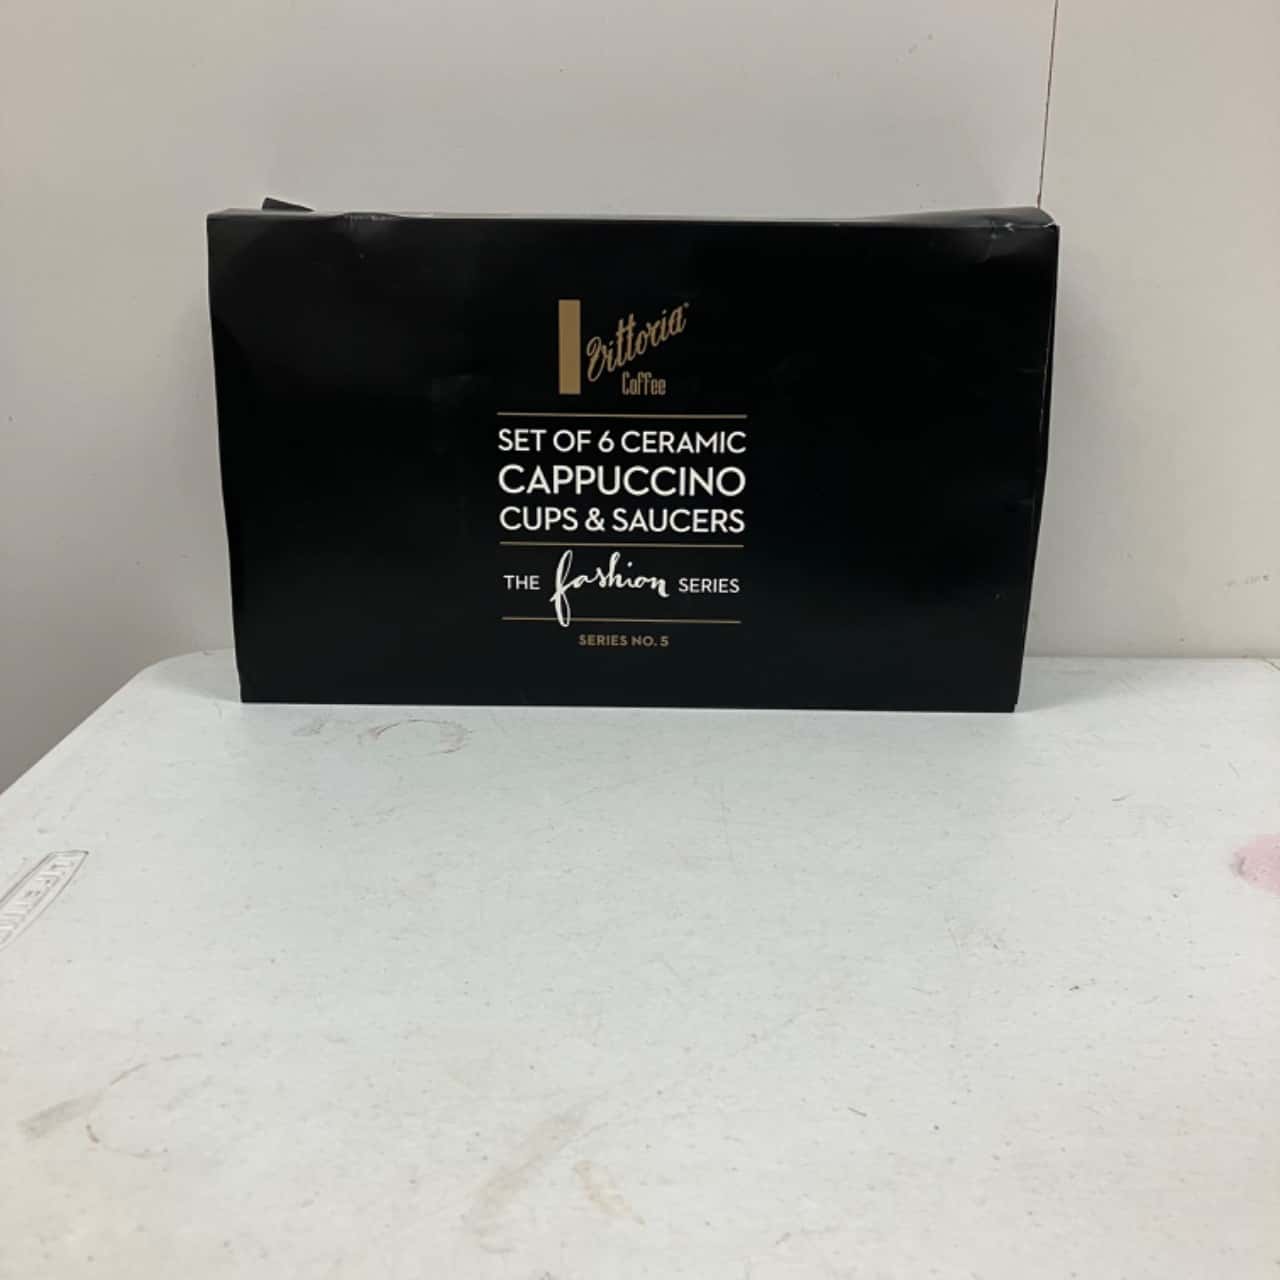 Vittoria®
Coffee
SET OF 6 CERAMIC
CAPPUCCINO
CUPS & SAUCERS
THE fashion SERIES
SERIES NO. 5